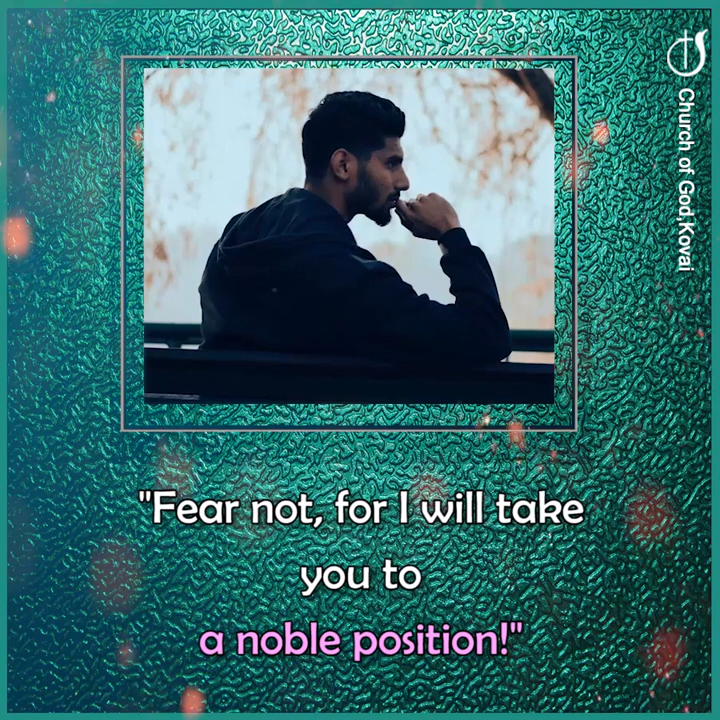 Church of God Kovai
"Fear not, for I will take
you to
a noble position!"